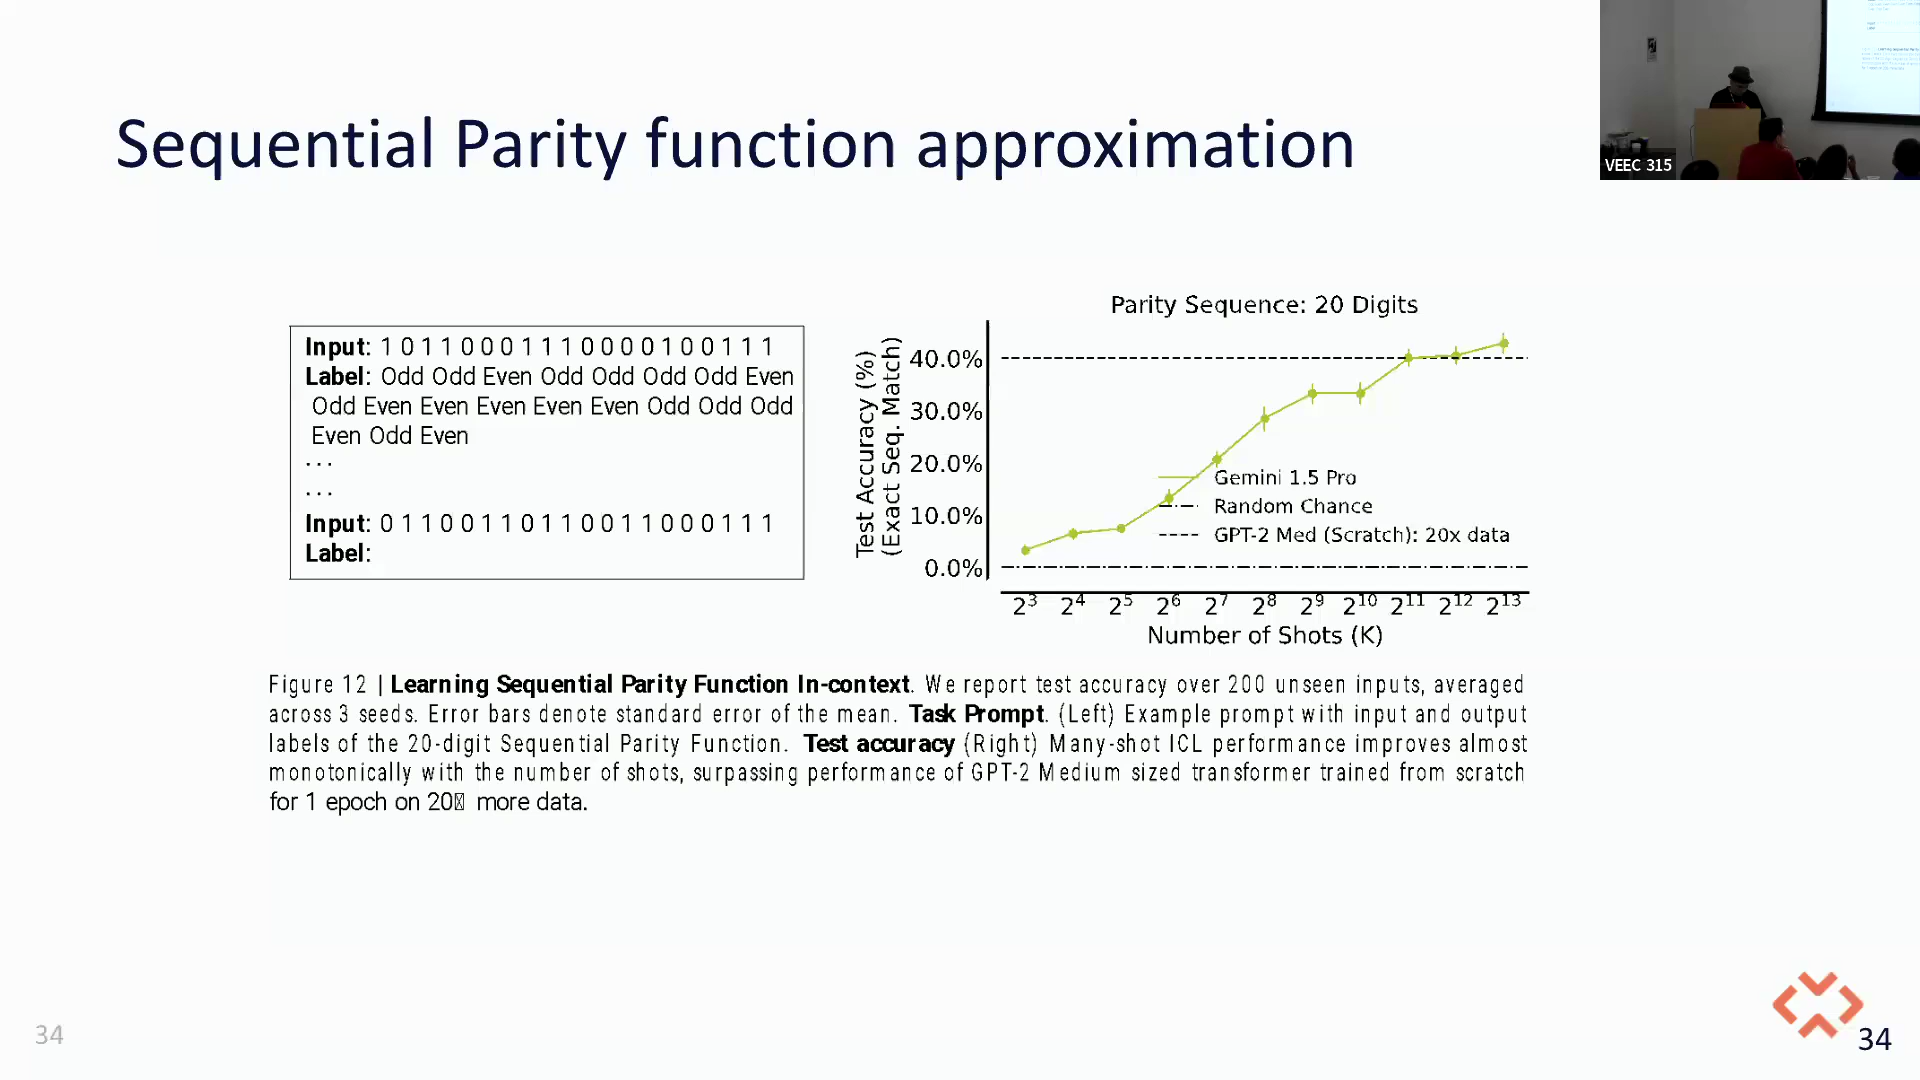 Sequential Parity function approximation
VEEC 315
Input: 1 0 1 1 0 0 0 1 1 1 0 0 0 0 1 0 0 1 1 1
Label: Odd Odd Even Odd Odd Odd Odd Even
Odd Even Even Even Even Even Odd Odd Odd
Even Odd Even
...
...
Input: 0 1 1 0 0 1 1 0 1 1 0 0 1 1 0 0 0 1 1 1
Label:
Parity Sequence: 20 Digits
Test Accuracy (%)
(Exact Seq. Match)
40.0%
30.0%
20.0%
10.0%
0.0%
Gemini 1.5 Pro
Random Chance
GPT-2 Med (Scratch): 20x data
2³ 2⁴ 2⁵ 2⁶ 2⁷ 2⁸ 2⁹ 2¹⁰ 2¹¹ 2¹² 2¹³
Number of Shots (K)
Figure 12 | Learning Sequential Parity Function In-context. We report test accuracy over 200 unseen inputs, averaged
across 3 seeds. Error bars denote standard error of the mean. Task Prompt. (Left) Example prompt with input and output
labels of the 20-digit Sequential Parity Function. Test accuracy (Right) Many-shot ICL performance improves almost
monotonically with the number of shots, surpassing performance of GPT-2 Medium sized transformer trained from scratch
for 1 epoch on 20 more data.
34
34